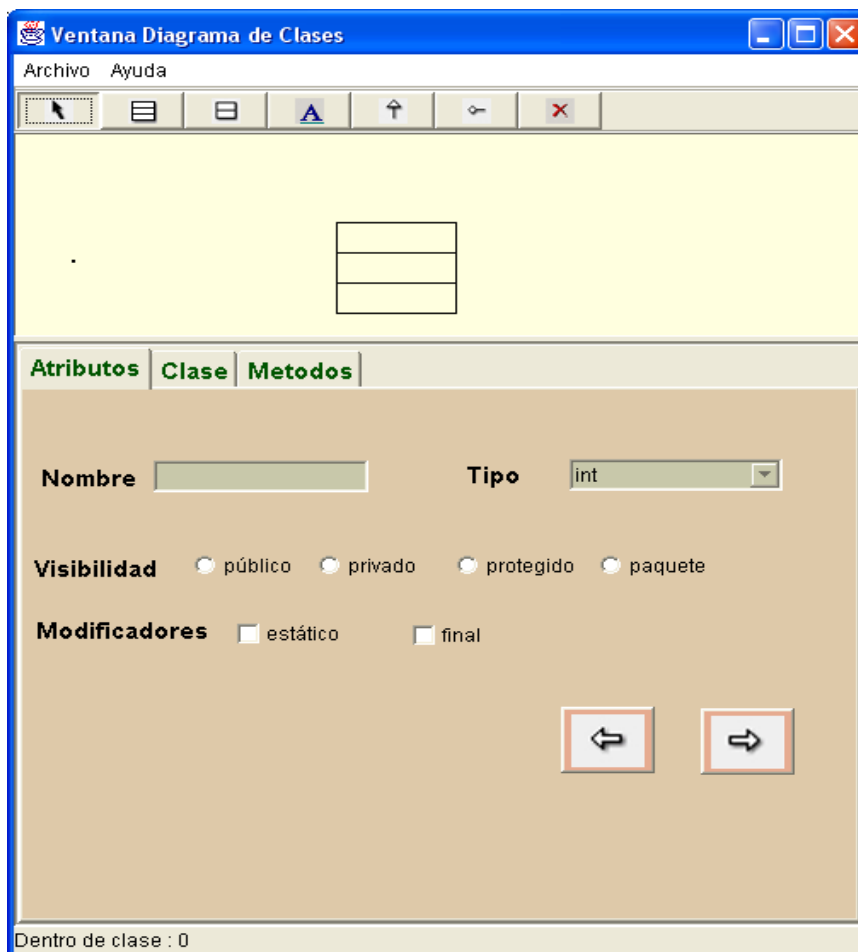 Ventana Diagrama de Clases
Archivo Ayuda
A
Atributos Clase Metodos
Nombre Tipo int
Visibilidad público privado protegido paquete
Modificadores estático final
Dentro de clase : 0